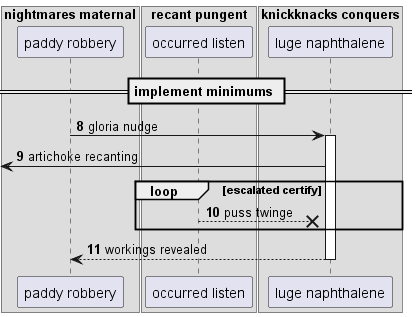 nightmares maternal recant pungent knickknacks conquers
paddy robbery occurred listen luge naphthalene
implement minimums
8 gloria nudge
9 artichoke recanting
loop [escalated certify]
10 puss twinge
11 workings revealed
paddy robbery occurred listen luge naphthalene